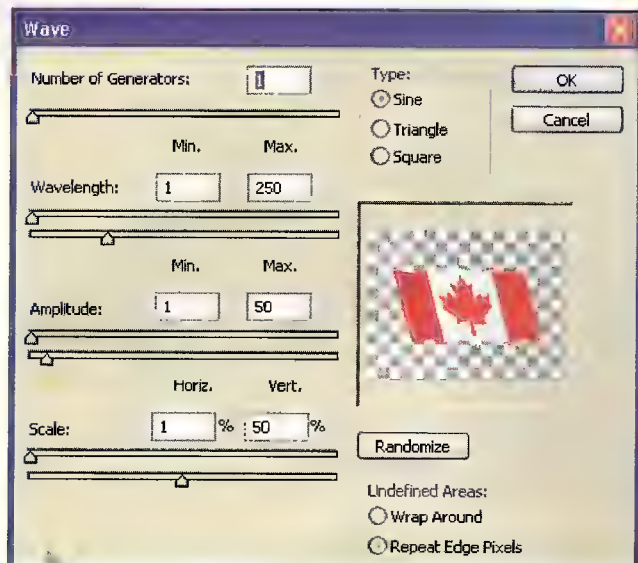 Wave
Number of Generators: 1
Min. Max.
Wavelength: 1 250
Min. Max.
Amplitude: 1 50
Horiz. Vert.
Scale: 1 % 50 %
Type:
Sine
Triangle
Square
OK
Cancel
Randomize
Undefined Areas:
Wrap Around
Repeat Edge Pixels